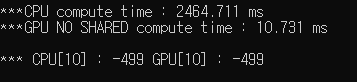 ***CPU compute time : 2464.711 ms
***GPU NO SHARED compute time : 10.731 ms
*** CPU[10] : -499 GPU[10] : -499